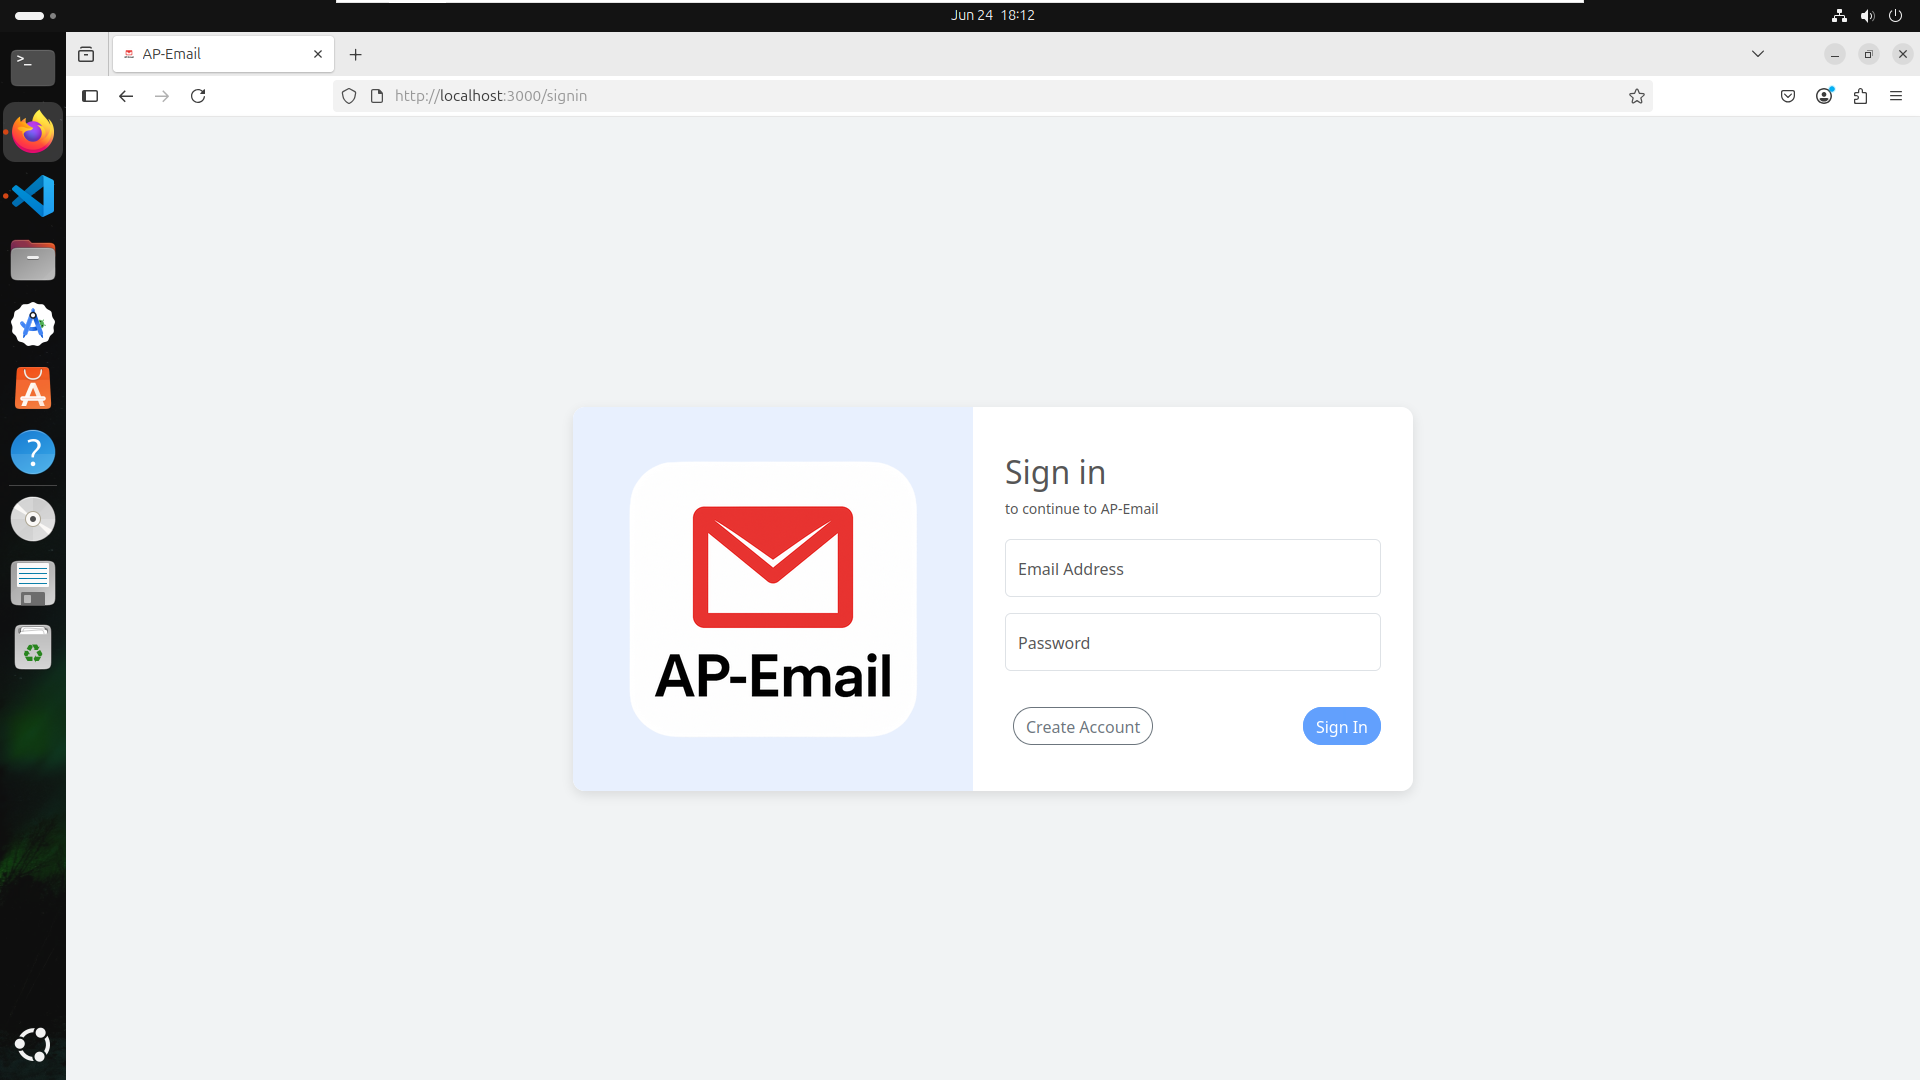 Jun 24 18:12
AP-Email
http://localhost:3000/signin
AP-Email
Sign in
to continue to AP-Email
Email Address
Password
Create Account
Sign In